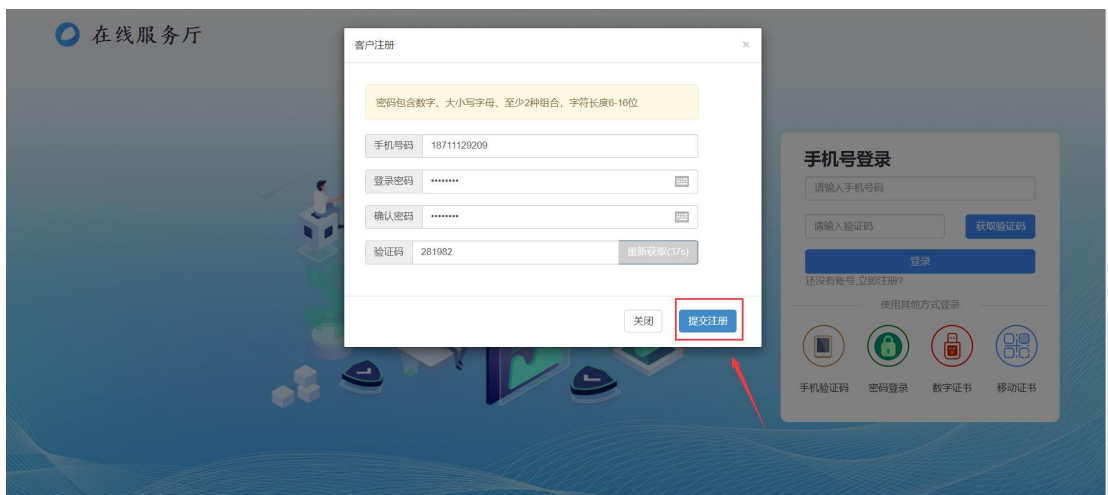 在线服务厅
客户注册
×
密码包含数字、大小写字母、至少2种组合，字符长度6-16位
手机号码 18711129209
登录密码 ••••••••
确认密码 ••••••••
验证码 281982 重新获取(37s)
关闭 提交注册
手机号登录
请输入手机号码
请输入验证码 获取验证码
登录
还没有账号,立即注册?
使用其他方式登录
手机验证码 密码登录 数字证书 移动证书